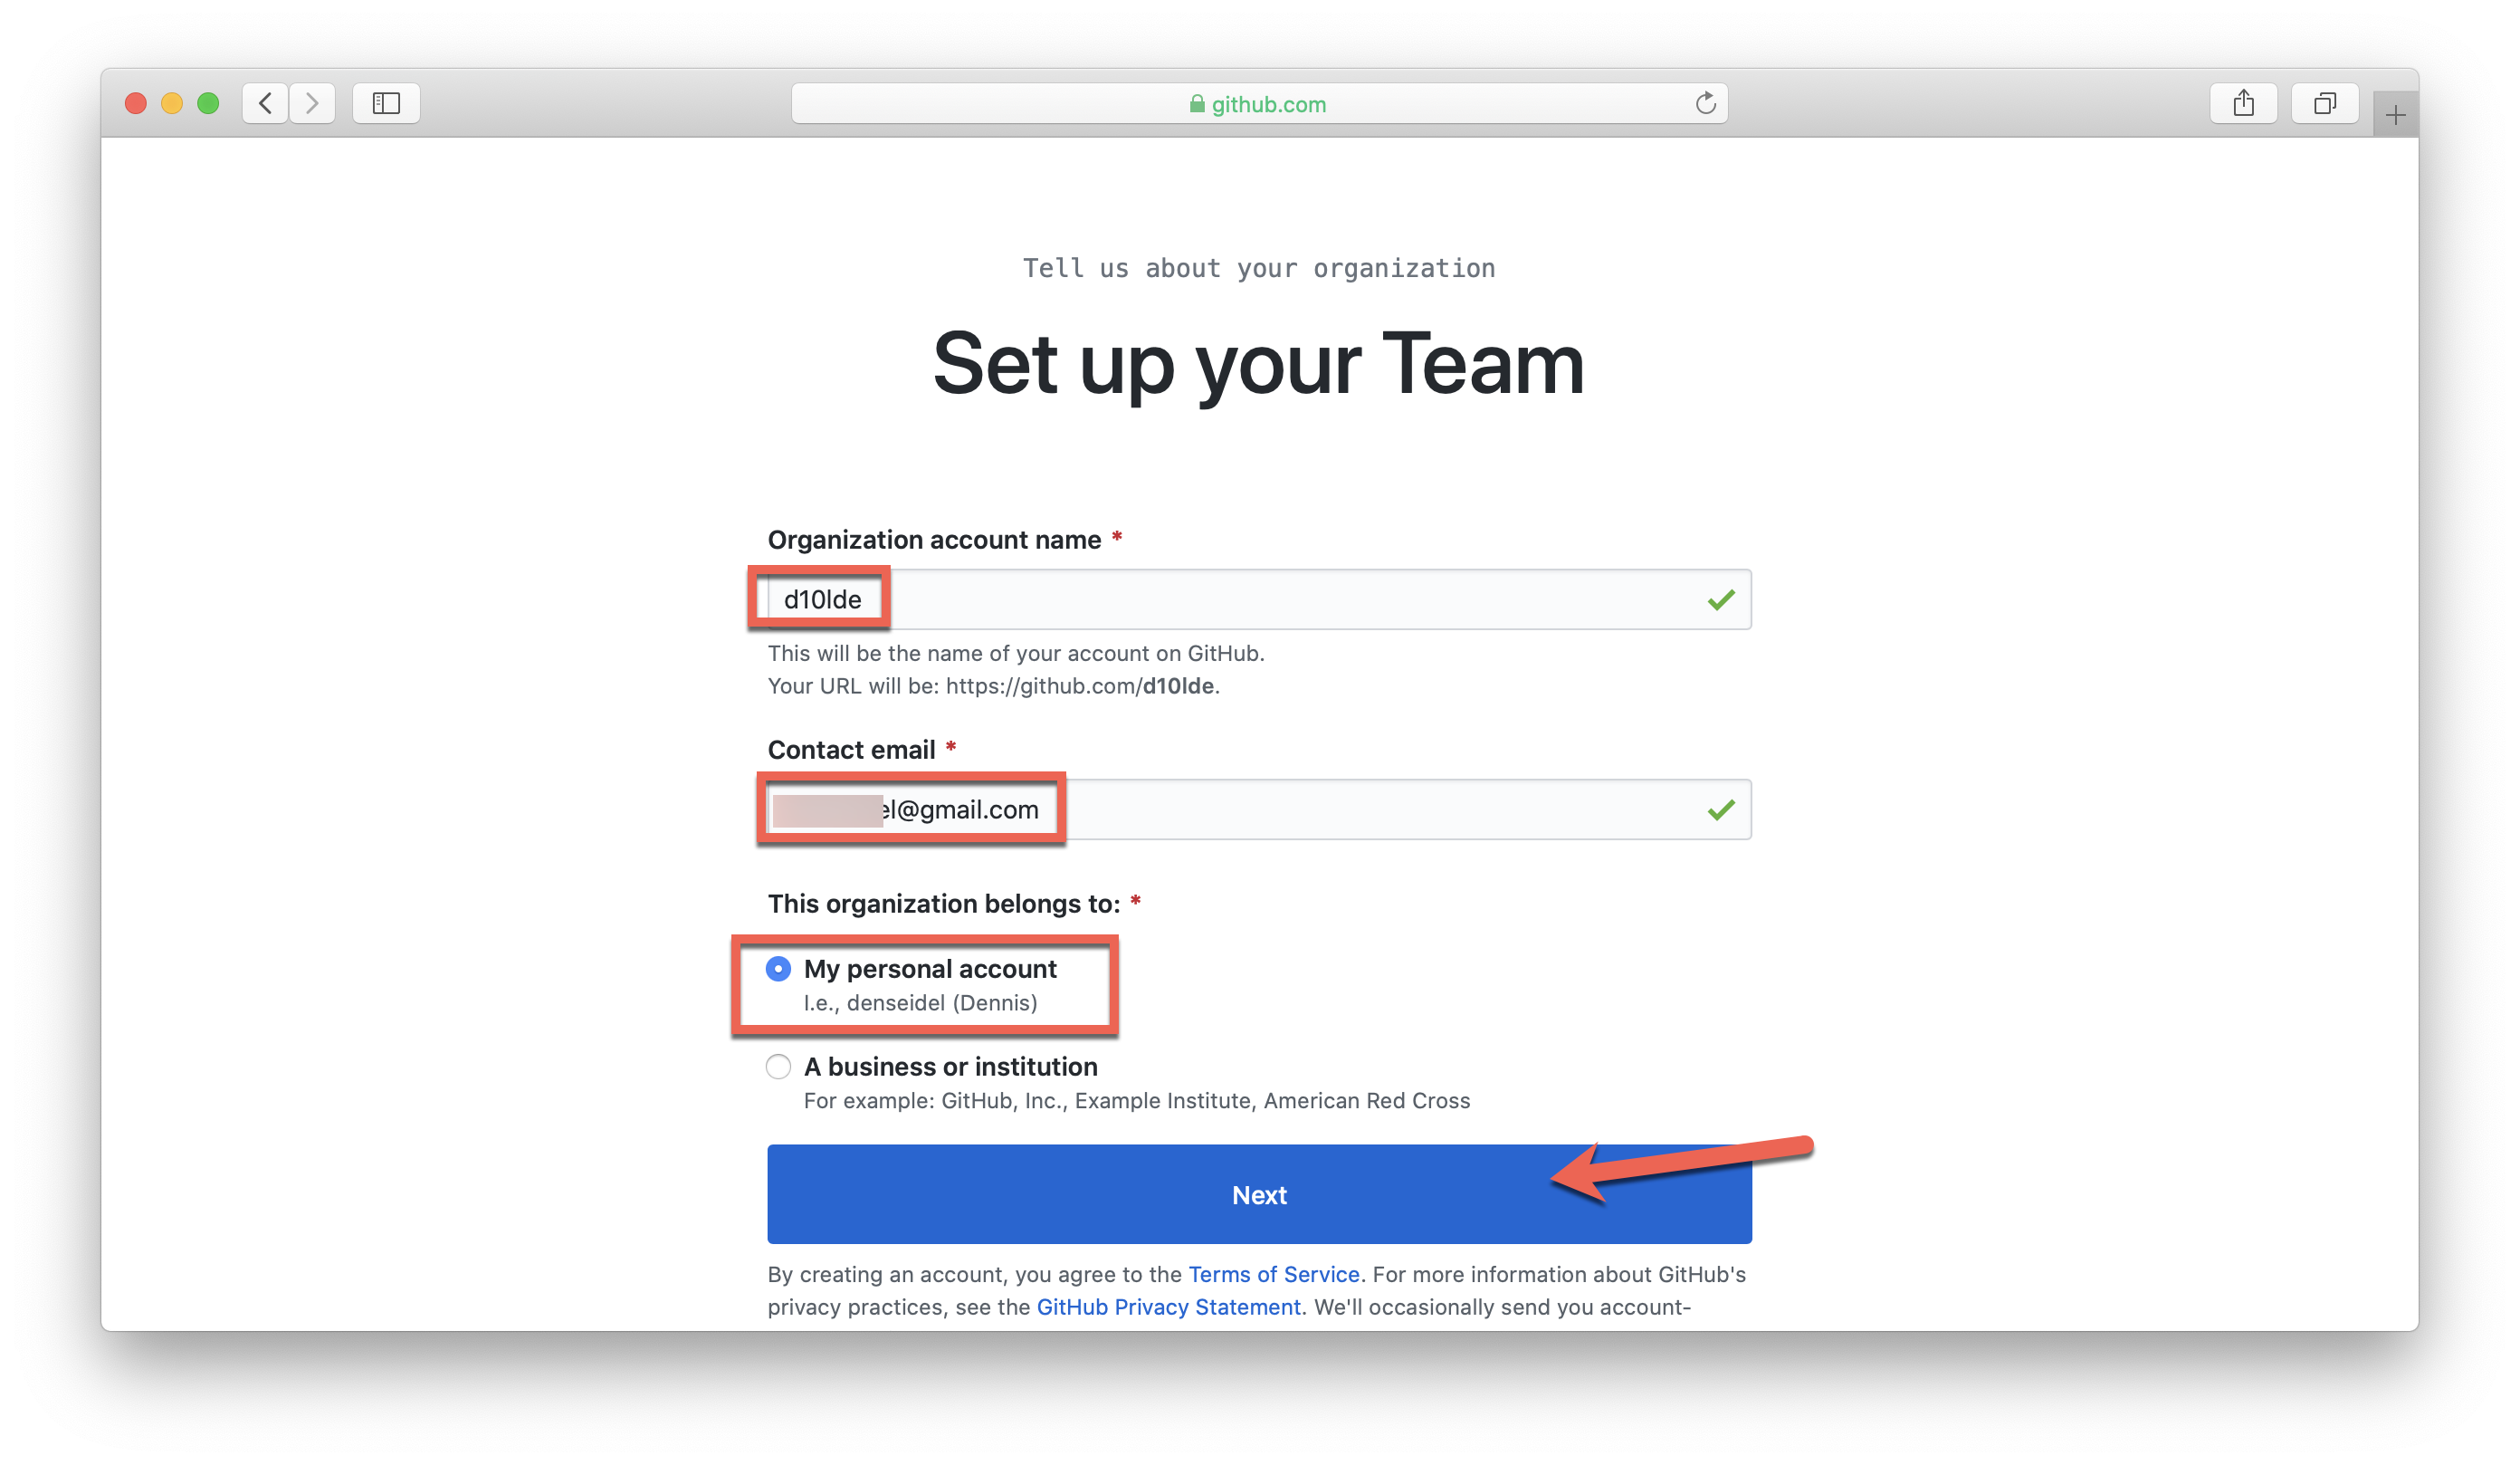 github.com
Tell us about your organization
Set up your Team
Organization account name *
d10lde
This will be the name of your account on GitHub.
Your URL will be: https://github.com/d10lde.
Contact email *
el@gmail.com
This organization belongs to: *
My personal account
I.e., denseidel (Dennis)
A business or institution
For example: GitHub, Inc., Example Institute, American Red Cross
Next
By creating an account, you agree to the Terms of Service. For more information about GitHub's
privacy practices, see the GitHub Privacy Statement. We'll occasionally send you account-